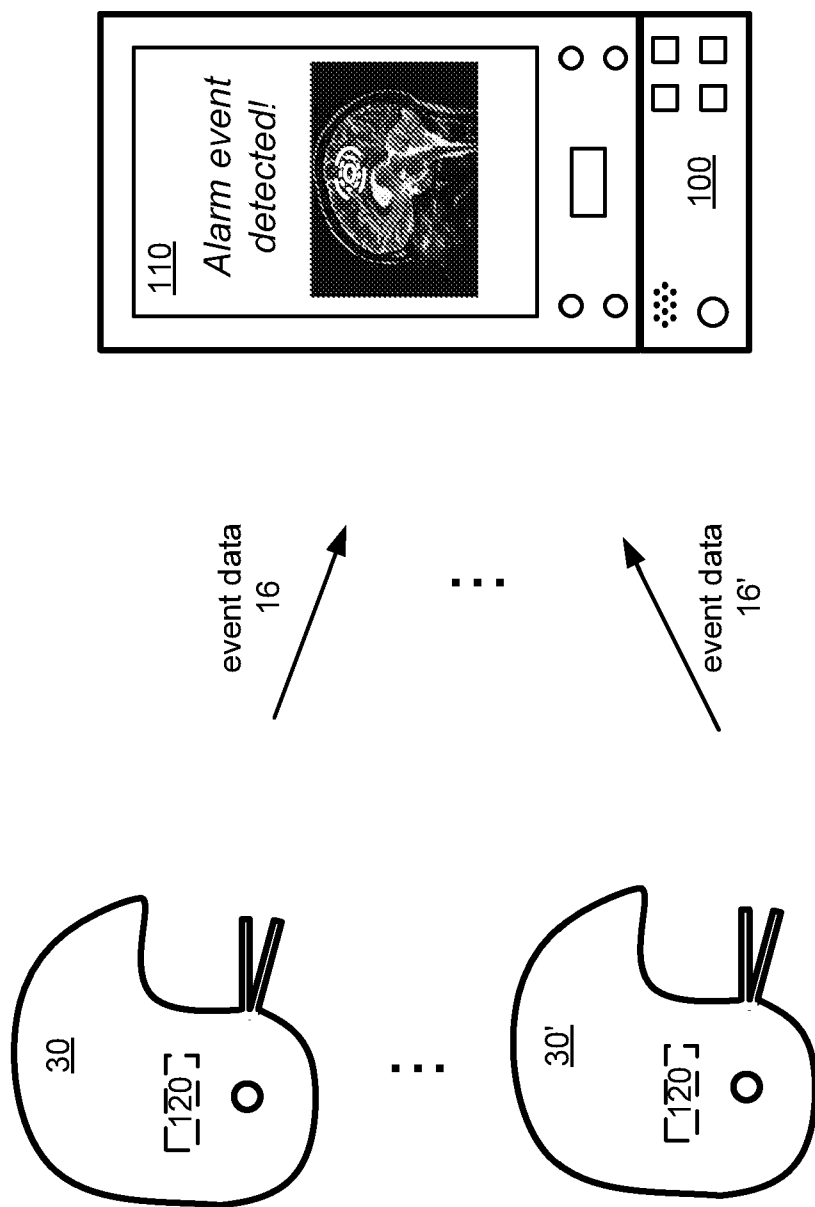 30
120
30'
120
event data
16
event data
16'
110
Alarm event
detected!
100